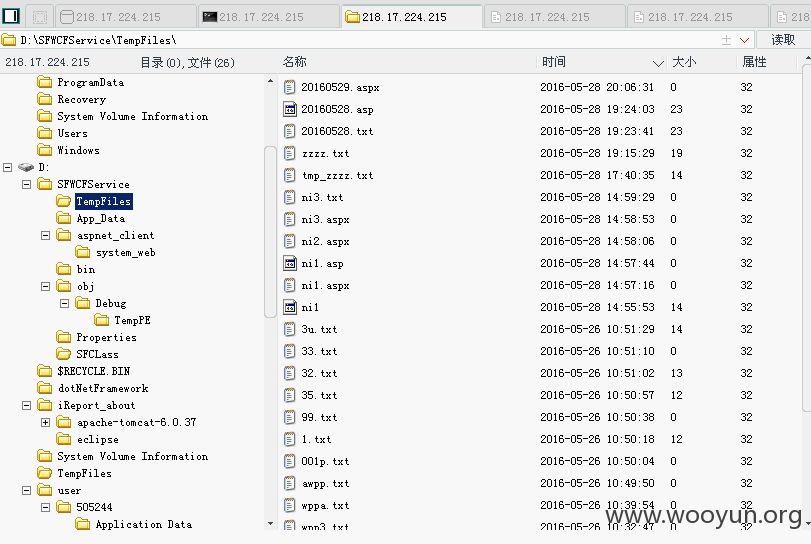 218.17.224.215 218.17.224.215 218.17.224.215 218.17.224.215 218.17.224.215 218
D:\SFWCFService\TempFiles\ 读取
218.17.224.215 目录(0),文件(26) 名称 时间 大小 属性
ProgramData
Recovery
System Volume Information
Users
Windows
D:
SFWCFService
TempFiles
App_Data
aspnet_client
system_web
bin
obj
Debug
TempPE
Properties
SFCLass
$RECYCLE.BIN
dotNetFramework
iReport_about
apache-tomcat-6.0.37
eclipse
System Volume Information
TempFiles
user
505244
Application Data
20160529.aspx 2016-05-28 20:06:31 0 32
20160528.asp 2016-05-28 19:24:03 23 32
20160528.txt 2016-05-28 19:23:41 23 32
zzzz.txt 2016-05-28 19:15:29 19 32
tmp_zzzz.txt 2016-05-28 17:40:35 14 32
ni3.txt 2016-05-28 14:59:29 0 32
ni3.aspx 2016-05-28 14:58:53 0 32
ni2.aspx 2016-05-28 14:58:06 0 32
ni1.asp 2016-05-28 14:57:44 0 32
ni1.aspx 2016-05-28 14:57:16 0 32
ni1 2016-05-28 14:55:53 14 32
3u.txt 2016-05-26 10:51:29 14 32
33.txt 2016-05-26 10:51:10 0 32
32.txt 2016-05-26 10:51:02 13 32
35.txt 2016-05-26 10:50:57 12 32
99.txt 2016-05-26 10:50:38 0 32
1.txt 2016-05-26 10:50:18 12 32
001p.txt 2016-05-26 10:50:04 0 32
awpp.txt 2016-05-26 10:49:50 0 32
wppa.txt 2016-05-26 10:39:54 0 32
wpp3.txt 2016-05-26 10:32:47 0 32
www.wooyun.org